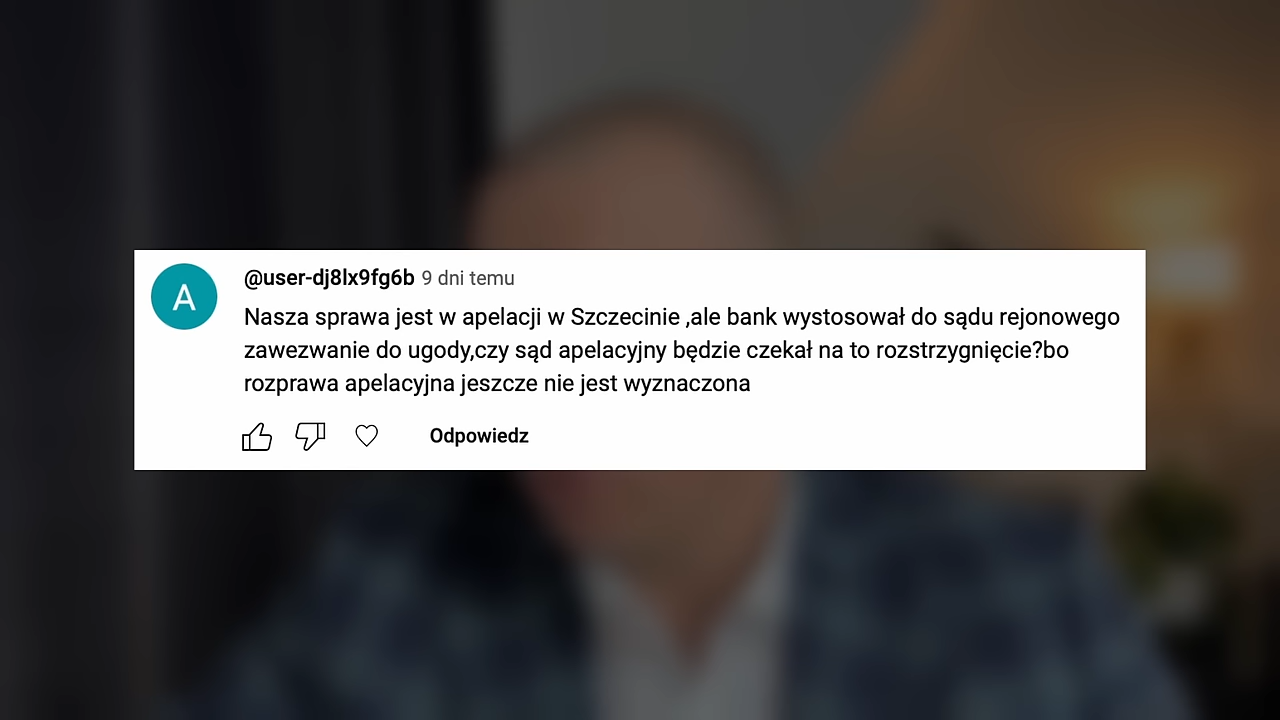 A
@user-dj8lx9fg6b 9 dni temu
Nasza sprawa jest w apelacji w Szczecinie ,ale bank wystosował do sądu rejonowego
zawezwanie do ugody,czy sąd apelacyjny będzie czekał na to rozstrzygnięcie?bo
rozprawa apelacyjna jeszcze nie jest wyznaczona
Odpowiedz